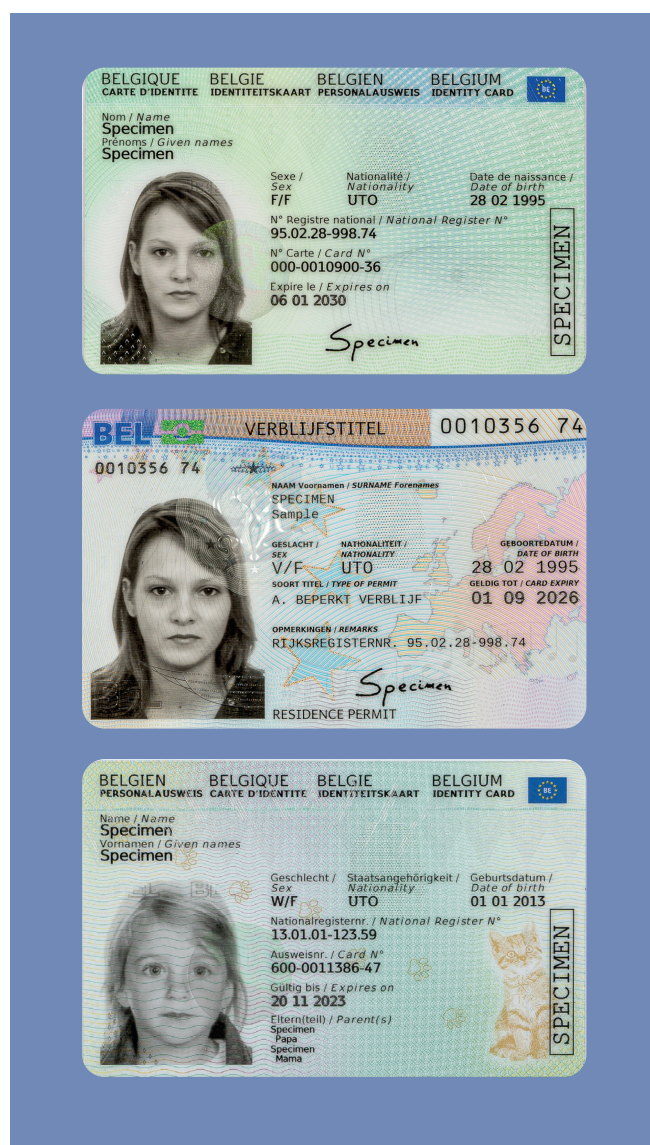 BELGIQUE BELGIE BELGIEN BELGIUM
CARTE D'IDENTITE IDENTITEITSKAART PERSONALAUSWEIS IDENTITY CARD
BE
Nom / Name
Specimen
Prénoms / Given names
Specimen
Sexe / Nationalité / Date de naissance /
Sex Nationality Date of birth
F/F UTO 28 02 1995
N° Registre national / National Register N°
95.02.28-998.74
N° Carte / Card N°
000-0010900-36
Expire le / Expires on
06 01 2030
Specimen
SPECIMEN
BEL VERBLIJFSTITEL 0010356 74
0010356 74
NAAM Voornamen / SURNAME Forenames
SPECIMEN
Sample
GESLACHT / NATIONALITEIT / GEBOORTEDATUM /
SEX NATIONALITY DATE OF BIRTH
V/F UTO 28 02 1995
SOORT TITEL / TYPE OF PERMIT GELDIG TOT / CARD EXPIRY
A. BEPERKT VERBLIJF 01 09 2026
OPMERKINGEN / REMARKS
RIJKSREGISTERNR. 95.02.28-998.74
Specimen
RESIDENCE PERMIT
BELGIEN BELGIQUE BELGIE BELGIUM
PERSONALAUSWEIS CARTE D'IDENTITE IDENTITEITSKAART IDENTITY CARD
BE
Name / Name
Specimen
Vornamen / Given names
Specimen
Geschlecht / Staatsangehörigkeit / Geburtsdatum /
Sex Nationality Date of birth
W/F UTO 01 01 2013
Nationalregisternr. / National Register N°
13.01.01-123.59
Ausweisnr. / Card N°
600-0011386-47
Gültig bis / Expires on
20 11 2023
Eltern(teil) / Parent(s)
Specimen
Papa
Specimen
Mama
SPECIMEN